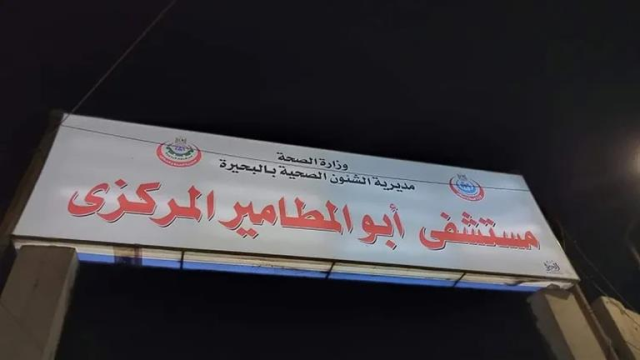 وزارة الصحة
مديرية الشئون الصحية بالبحيرة
مستشفى أبو المطامير المركزى